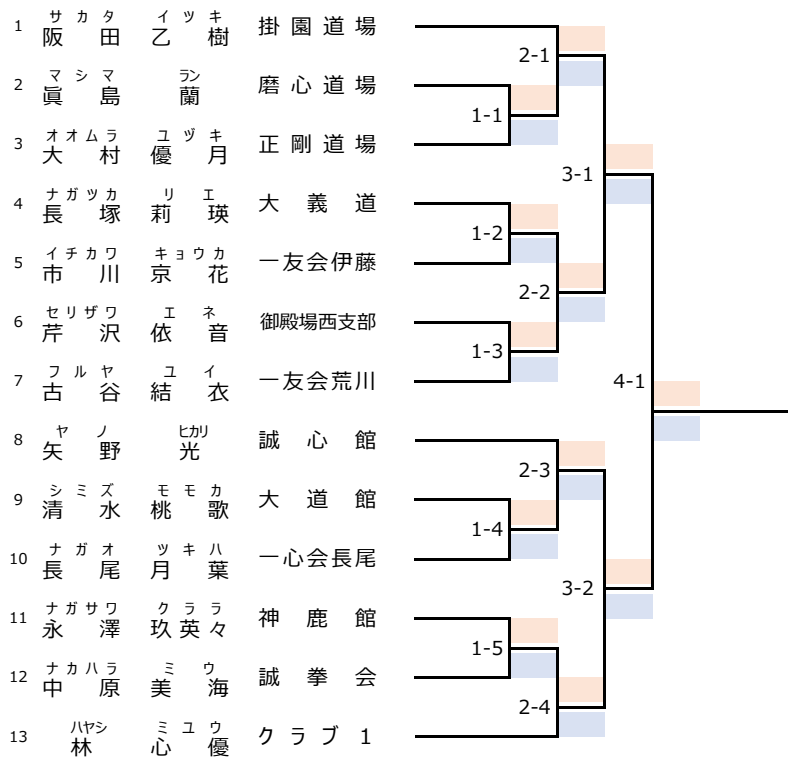 サカタ イツキ
1 阪田 乙樹 掛園道場
2-1
マシマ ラン
2 眞島 蘭 磨心道場
1-1
オオムラ ユヅキ
3 大村 優月 正剛道場
3-1
ナガツカ リエ
4 長塚 莉瑛 大義道
1-2
イチカワ キョウカ
5 市川 京花 一友会伊藤
2-2
セリザワ エネ
6 芹沢 依音 御殿場西支部
1-3
フルヤ ユイ
7 古谷 結衣 一友会荒川
4-1
ヤノ ヒカリ
8 矢野 光 誠心館
2-3
シミズ モモカ
9 清水 桃歌 大道館
1-4
ナガオ ツキハ
10 長尾 月葉 一心会長尾
3-2
ナガサワ クララ
11 永澤 玖英々 神鹿館
1-5
ナカハラ ミウ
12 中原 美海 誠拳会
2-4
ハヤシ ミユウ
13 林 心優 クラブ1